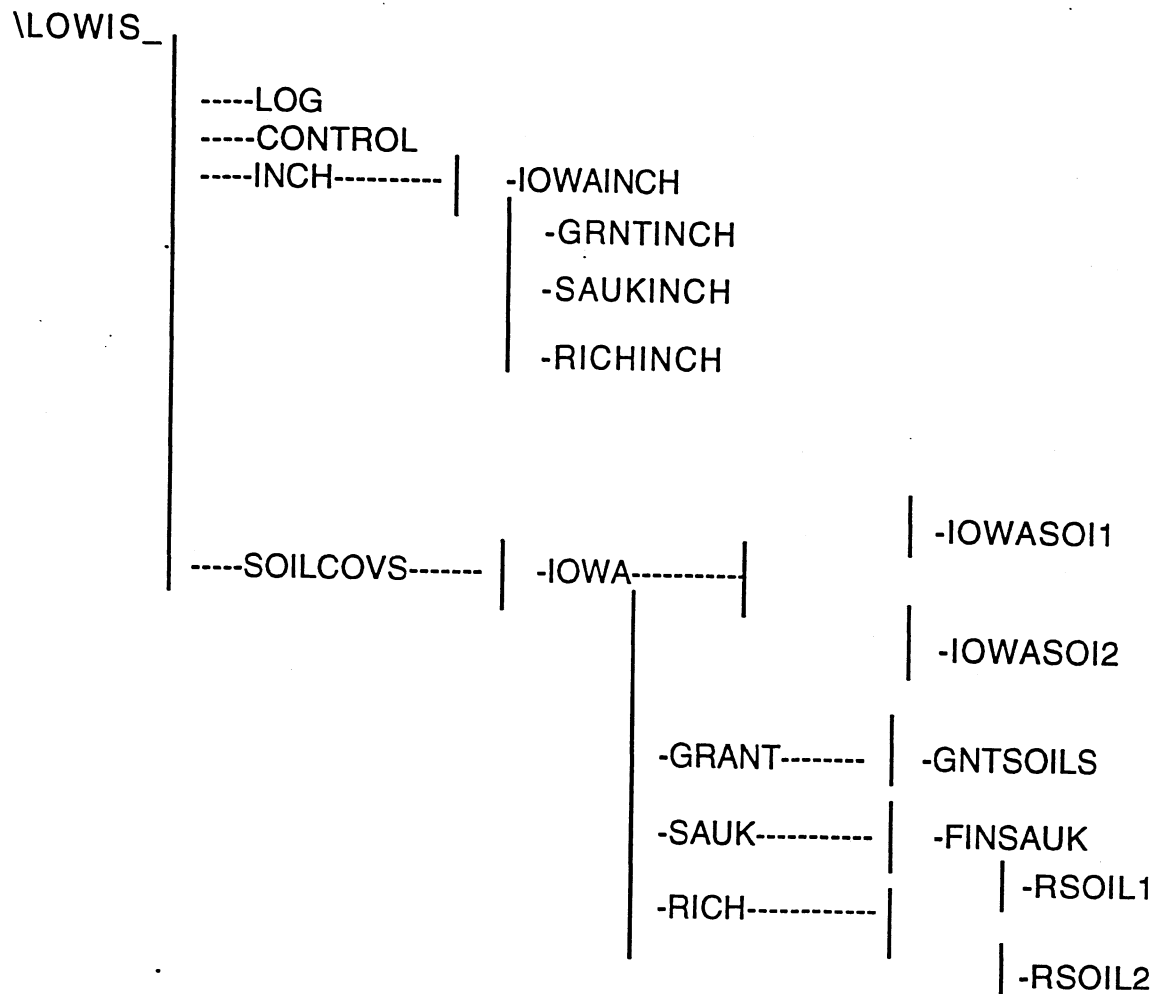 \LOWIS_
-----LOG
-----CONTROL
-----INCH----------
-IOWAINCH
-GRNTINCH
-SAUKINCH
-RICHINCH
-IOWASOI1
-----SOILCOVS-------
-IOWA-----------
-IOWASOI2
-GRANT--------
-GNTSOILS
-SAUK-----------
-FINSAUK
-RSOIL1
-RICH------------
-RSOIL2